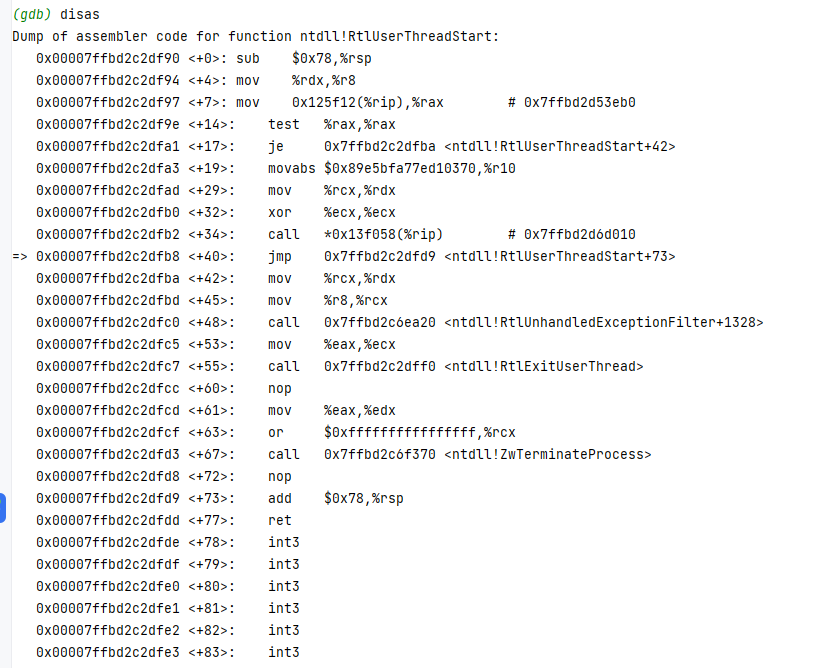 (gdb) disas
Dump of assembler code for function ntdll!RtlUserThreadStart:
   0x00007ffbd2c2df90 <+0>: sub    $0x78,%rsp
   0x00007ffbd2c2df94 <+4>: mov    %rdx,%r8
   0x00007ffbd2c2df97 <+7>: mov    0x125f12(%rip),%rax        # 0x7ffbd2d53eb0
   0x00007ffbd2c2df9e <+14>:    test   %rax,%rax
   0x00007ffbd2c2dfa1 <+17>:    je     0x7ffbd2c2dfba <ntdll!RtlUserThreadStart+42>
   0x00007ffbd2c2dfa3 <+19>:    movabs $0x89e5bfa77ed10370,%r10
   0x00007ffbd2c2dfad <+29>:    mov    %rcx,%rdx
   0x00007ffbd2c2dfb0 <+32>:    xor    %ecx,%ecx
   0x00007ffbd2c2dfb2 <+34>:    call   *0x13f058(%rip)        # 0x7ffbd2d6d010
=> 0x00007ffbd2c2dfb8 <+40>:    jmp    0x7ffbd2c2dfd9 <ntdll!RtlUserThreadStart+73>
   0x00007ffbd2c2dfba <+42>:    mov    %rcx,%rdx
   0x00007ffbd2c2dfbd <+45>:    mov    %r8,%rcx
   0x00007ffbd2c2dfc0 <+48>:    call   0x7ffbd2c6ea20 <ntdll!RtlUnhandledExceptionFilter+1328>
   0x00007ffbd2c2dfc5 <+53>:    mov    %eax,%ecx
   0x00007ffbd2c2dfc7 <+55>:    call   0x7ffbd2c2dff0 <ntdll!RtlExitUserThread>
   0x00007ffbd2c2dfcc <+60>:    nop
   0x00007ffbd2c2dfcd <+61>:    mov    %eax,%edx
   0x00007ffbd2c2dfcf <+63>:    or     $0xffffffffffffffff,%rcx
   0x00007ffbd2c2dfd3 <+67>:    call   0x7ffbd2c6f370 <ntdll!ZwTerminateProcess>
   0x00007ffbd2c2dfd8 <+72>:    nop
   0x00007ffbd2c2dfd9 <+73>:    add    $0x78,%rsp
   0x00007ffbd2c2dfdd <+77>:    ret
   0x00007ffbd2c2dfde <+78>:    int3
   0x00007ffbd2c2dfdf <+79>:    int3
   0x00007ffbd2c2dfe0 <+80>:    int3
   0x00007ffbd2c2dfe1 <+81>:    int3
   0x00007ffbd2c2dfe2 <+82>:    int3
   0x00007ffbd2c2dfe3 <+83>:    int3